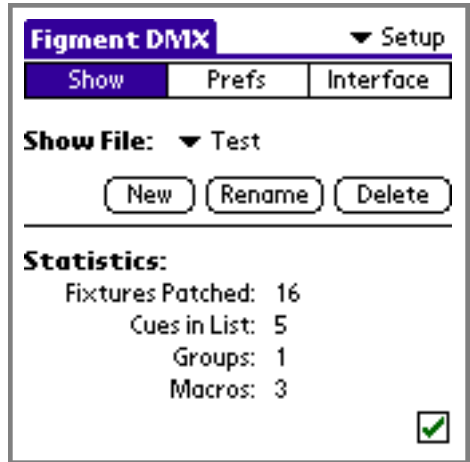 Figment DMX Setup
Show Prefs Interface
Show File: Test
New Rename Delete
Statistics:
Fixtures Patched: 16
Cues in List: 5
Groups: 1
Macros: 3